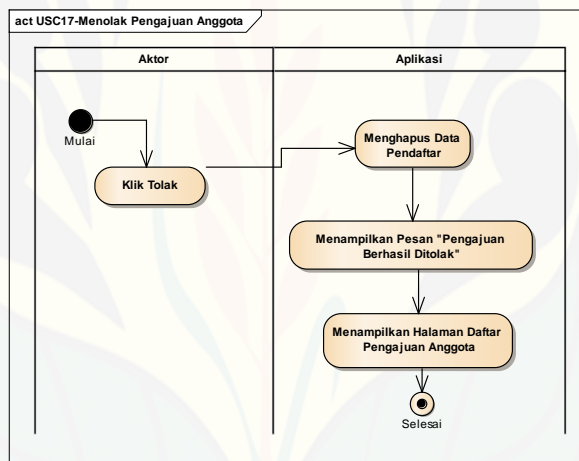 act USC17-Menolak Pengajuan Anggota
Aktor
Aplikasi
Mulai
Klik Tolak
Menghapus Data
Pendaftar
Menampilkan Pesan "Pengajuan
Berhasil Ditolak"
Menampilkan Halaman Daftar
Pengajuan Anggota
Selesai